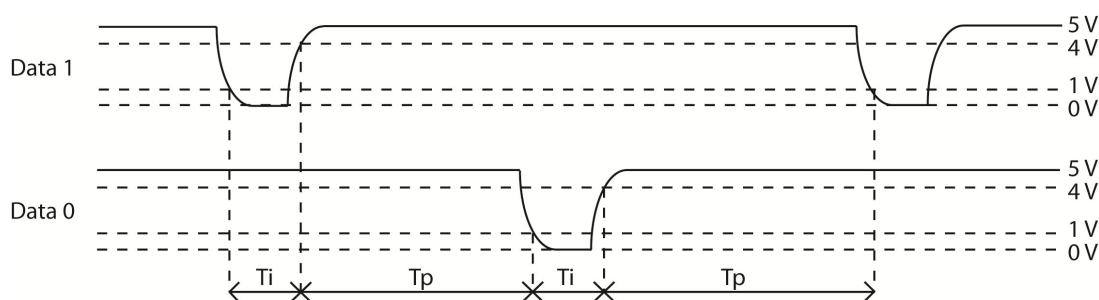 5 V
4 V
Data 1
1 V
0 V
5 V
4 V
Data 0
1 V
0 V
Ti Tp Ti Tp